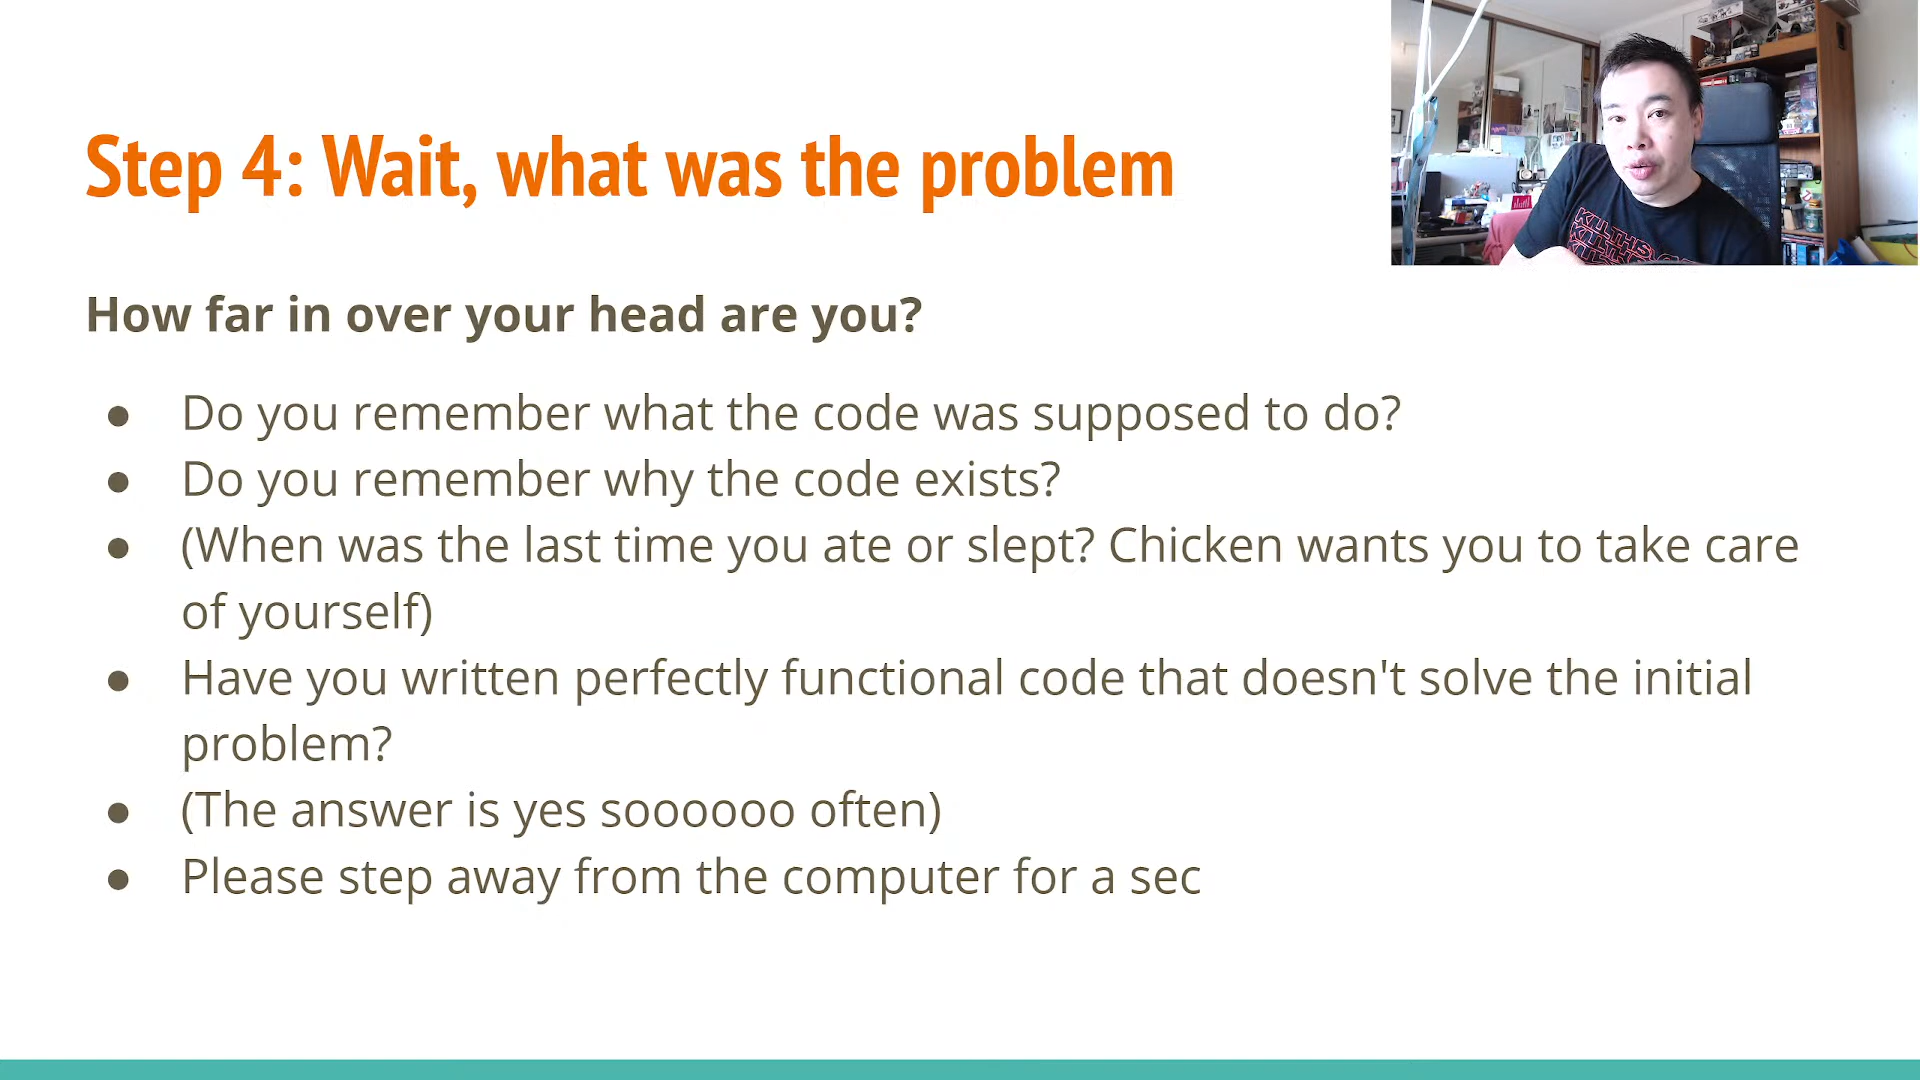 Step 4: Wait, what was the problem
How far in over your head are you?
● Do you remember what the code was supposed to do?
● Do you remember why the code exists?
● (When was the last time you ate or slept? Chicken wants you to take care
of yourself)
● Have you written perfectly functional code that doesn't solve the initial
problem?
● (The answer is yes soooooo often)
● Please step away from the computer for a sec
KILL THIS